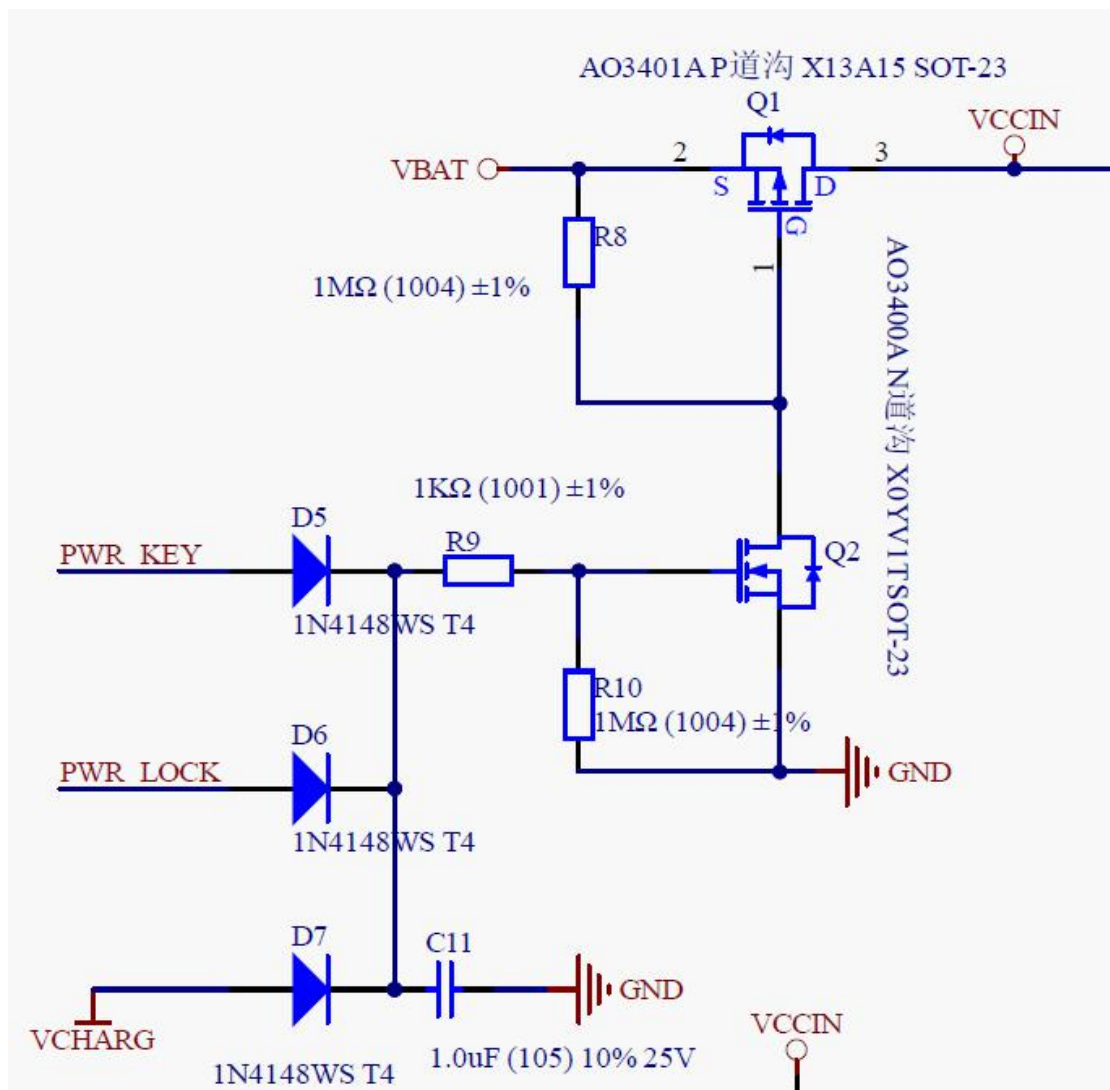 AO3401A P道沟 X13A15 SOT-23
Q1
VCCIN
VBAT
2
3
S
D
G
1
R8
1MΩ (1004) ±1%
AO3400A N道沟 X0YV1TSOT-23
1KΩ (1001) ±1%
D5
PWR_KEY
R9
Q2
1N4148WS T4
R10
1MΩ (1004) ±1%
D6
PWR_LOCK
GND
1N4148WS T4
D7
C11
GND
VCHARG
VCCIN
1.0uF (105) 10% 25V
1N4148WS T4